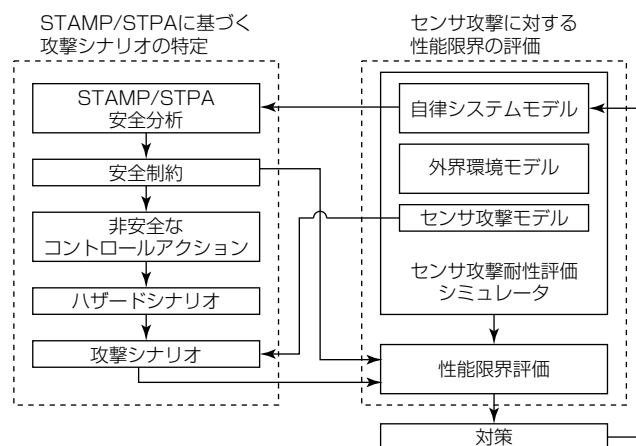 STAMP/STPAに基づく
攻撃シナリオの特定
STAMP/STPA
安全分析
安全制約
非安全な
コントロールアクション
ハザードシナリオ
攻撃シナリオ
センサ攻撃に対する
性能限界の評価
自律システムモデル
外界環境モデル
センサ攻撃モデル
センサ攻撃耐性評価
シミュレータ
性能限界評価
対策